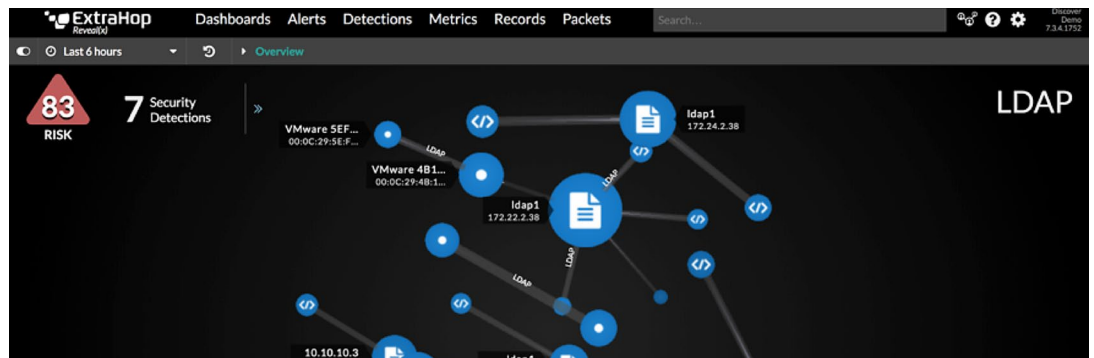 ExtraHop
Reveal(x)
Dashboards Alerts Detections Metrics Records Packets
Search...
Discover
Demo
7.3.4.1752
Last 6 hours
Overview
83
RISK
7 Security
Detections
LDAP
VMware 5EF...
00:0C:29:5E:F...
LDAP
VMware 4B1...
00:0C:29:4B:1...
ldap1
172.24.2.38
LDAP
ldap1
172.22.2.38
LDAP
LDAP
10.10.10.3